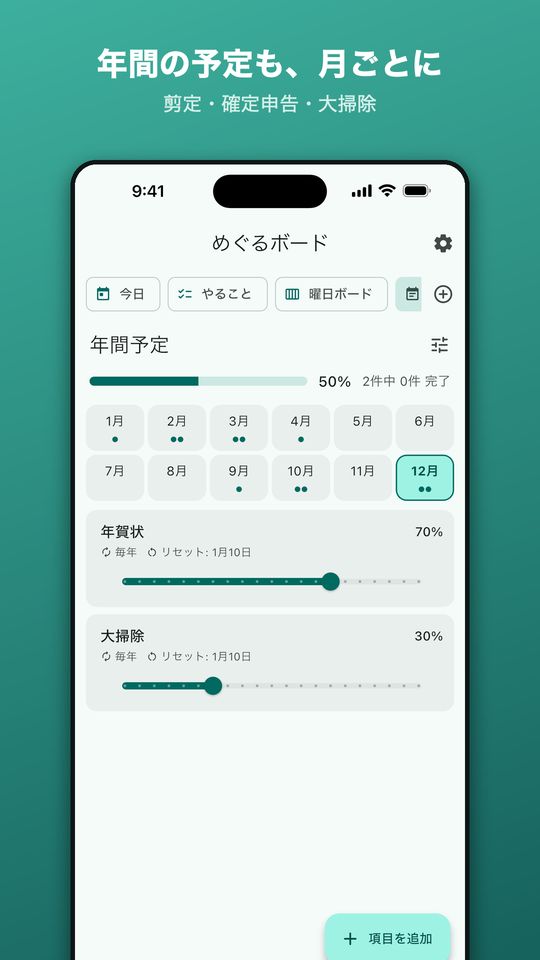 年間の予定も、月ごとに
剪定・確定申告・大掃除
9:41
めぐるボード
今日 やること 曜日ボード
年間予定
50% 2件中 0件 完了
1月 2月 3月 4月 5月 6月
7月 8月 9月 10月 11月 12月
年賀状 70%
毎年 リセット: 1月10日
大掃除 30%
毎年 リセット: 1月10日
項目を追加